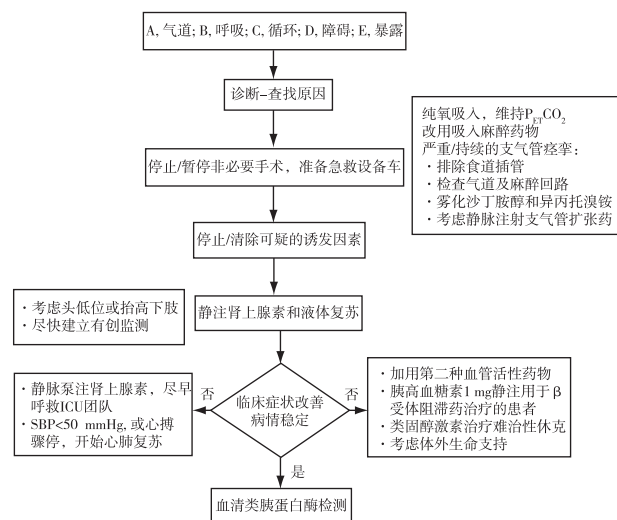 A, 气道; B, 呼吸; C, 循环; D, 障碍; E, 暴露
诊断-查找原因
停止/暂停非必要手术，准备急救设备车
停止/清除可疑的诱发因素
纯氧吸入，维持PETCO2
改用吸入麻醉药物
严重/持续的支气管痉挛：
· 排除食道插管
· 检查气道及麻醉回路
· 雾化沙丁胺醇和异丙托溴铵
· 考虑静脉注射支气管扩张药
· 考虑头低位或抬高下肢
· 尽快建立有创监测
静注肾上腺素和液体复苏
· 静脉泵注肾上腺素，尽早
呼救ICU团队
· SBP<50 mmHg, 或心搏
骤停，开始心肺复苏
否
临床症状改善
病情稳定
否
· 加用第二种血管活性药物
· 胰高血糖素1 mg静注用于β
受体阻滞药治疗的患者
· 类固醇激素治疗难治性休克
· 考虑体外生命支持
是
血清类胰蛋白酶检测